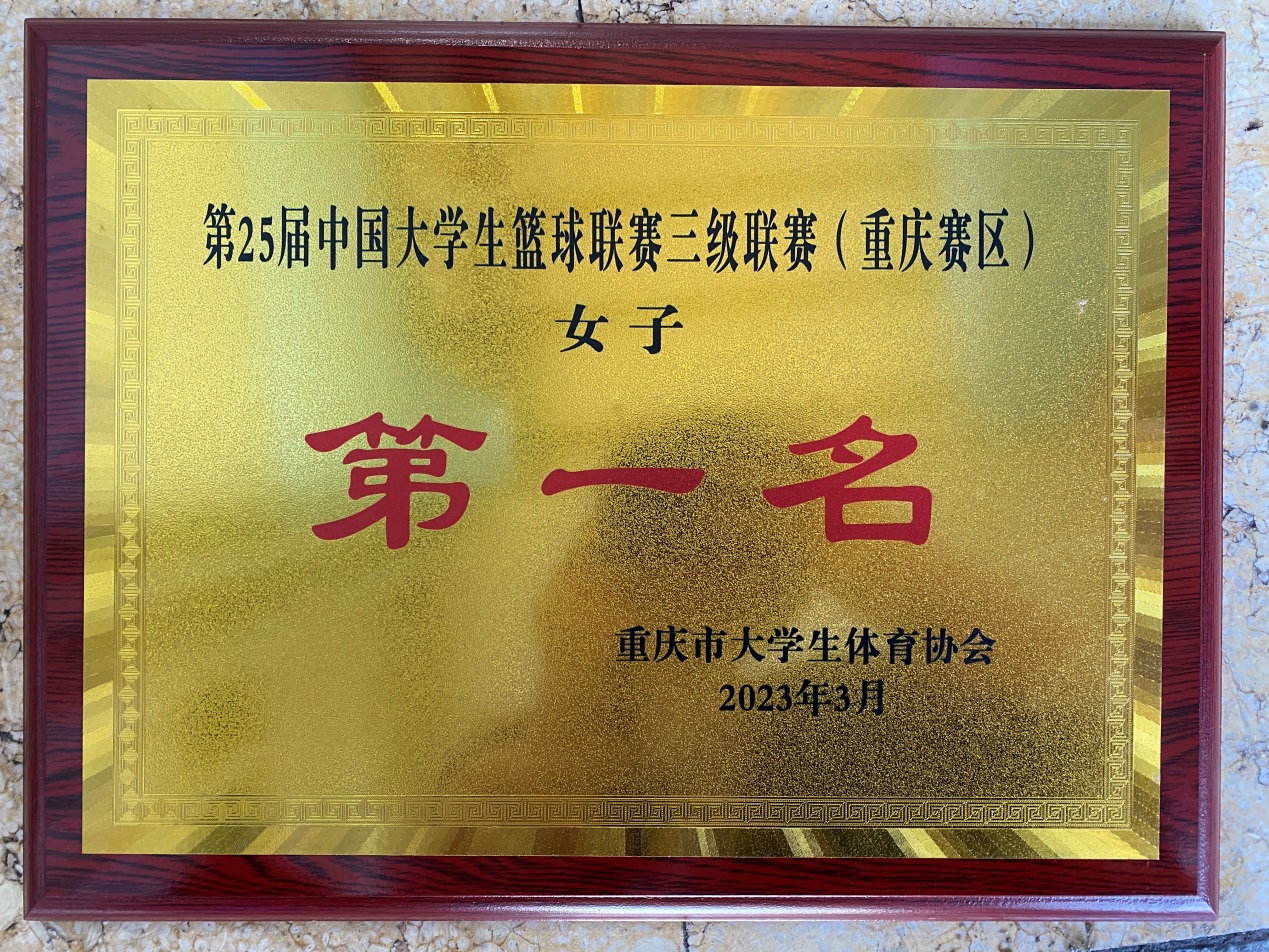 第25届中国大学生篮球联赛三级联赛（重庆赛区）
女子
第一名
重庆市大学生体育协会
2023年3月